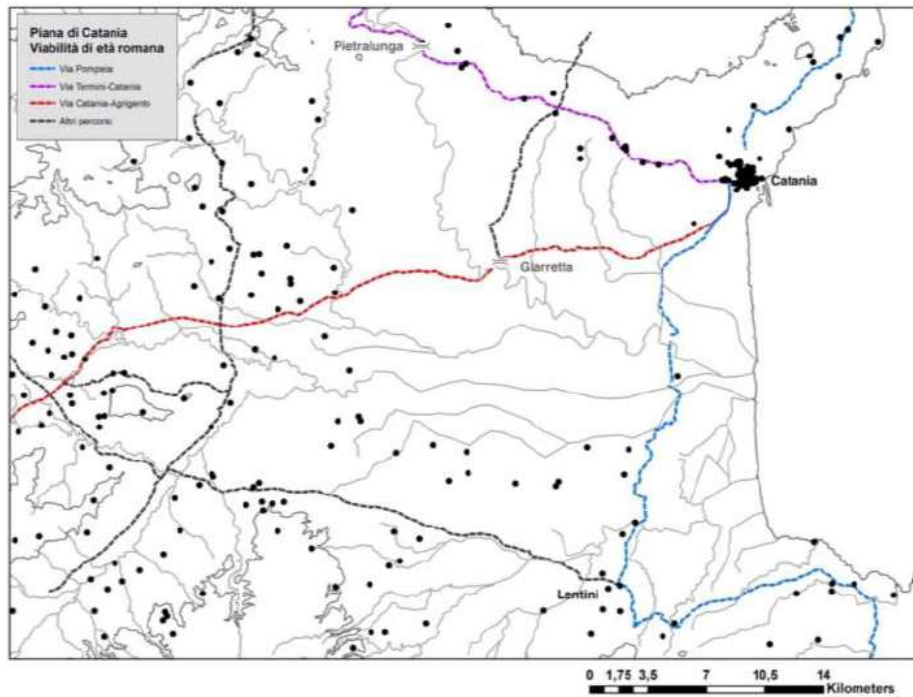 Piana di Catania
Viabilità di età romana
Via Pompeia
Via Termini-Catania
Via Catania-Agrigento
Altri percorsi
Pietralunga
Catania
Giarretta
Lentini
0 1,75 3,5 7 10,5 14
Kilometers